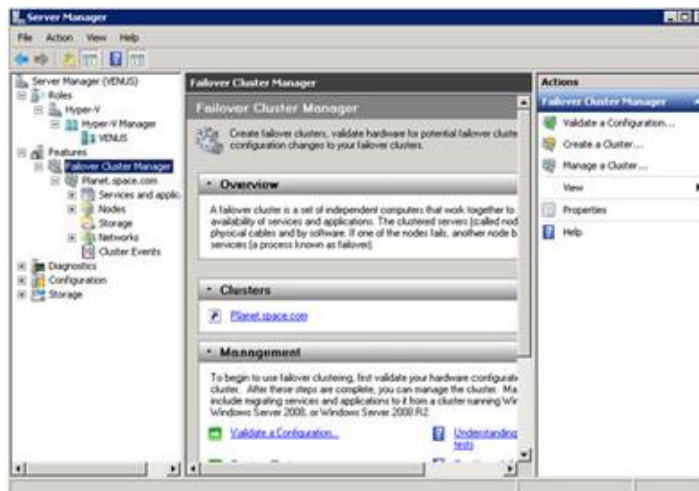 Server Manager
File Action View Help
Server Manager (VENUS)
Roles
Hyper-V
Hyper-V Manager
VENUS
Features
Failover Cluster Manager
Planet.space.com
Services and applic
Nodes
Storage
Networks
Cluster Events
Diagnostics
Configuration
Storage
Failover Cluster Manager
Failover Cluster Manager
Create failover clusters, validate hardware for potential failover cluste
configuration changes to your failover clusters.
Overview
A failover cluster is a set of independent computers that work together to
availability of services and applications. The clustered servers (called nod
physical cables and by software. If one of the nodes fails, another node b
services (a process known as failover).
Clusters
Planet.space.com
Management
To begin to use failover clustering, first validate your hardware configurati
cluster. After these steps are complete, you can manage the cluster. Ma
include migrating services and applications to it from a cluster running Wir
Windows Server 2008, or Windows Server 2008 R2
Validate a Configuration...
Understanding
tests
Actions
Failover Cluster Manager
Validate a Configuration...
Create a Cluster...
Manage a Cluster...
View
Properties
Help